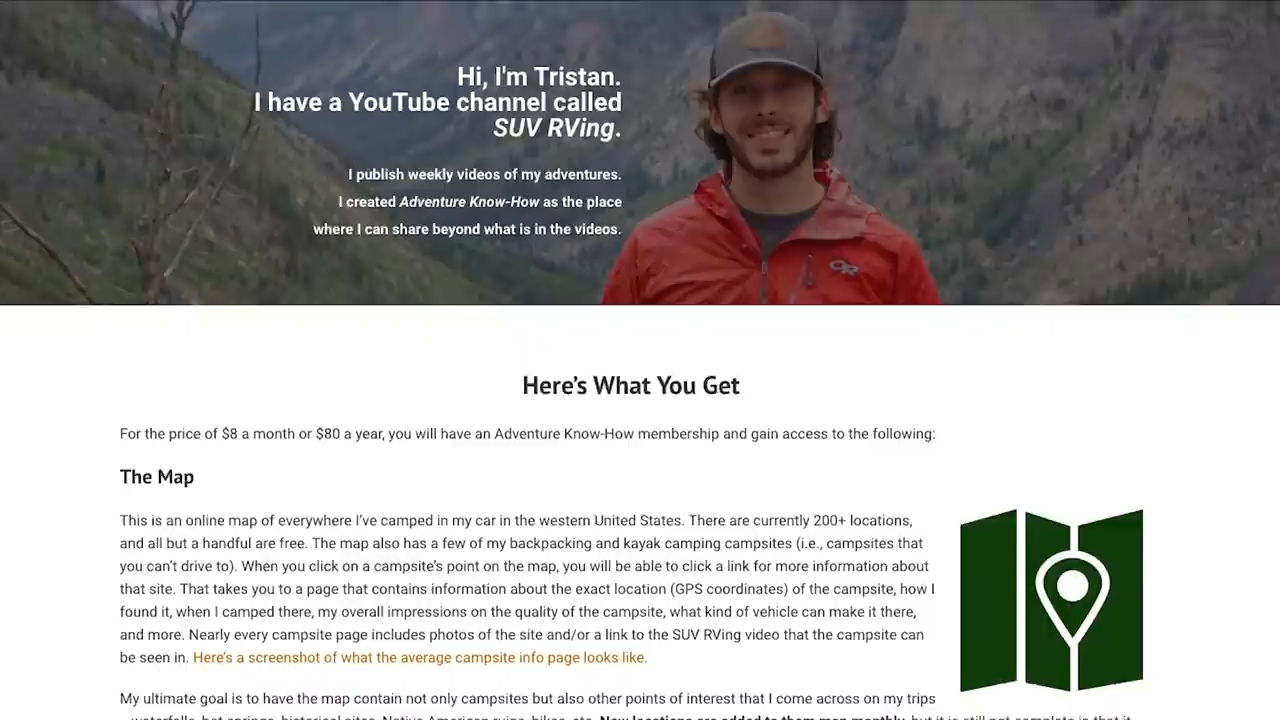 Hi, I'm Tristan.
I have a YouTube channel called
SUV RVing.
I publish weekly videos of my adventures.
I created Adventure Know-How as the place
where I can share beyond what is in the videos.
OR
Here's What You Get
For the price of $8 a month or $80 a year, you will have an Adventure Know-How membership and gain access to the following:
The Map
This is an online map of everywhere I've camped in my car in the western United States. There are currently 200+ locations,
and all but a handful are free. The map also has a few of my backpacking and kayak camping campsites (i.e., campsites that
you can't drive to). When you click on a campsite's point on the map, you will be able to click a link for more information about
that site. That takes you to a page that contains information about the exact location (GPS coordinates) of the campsite, how I
found it, when I camped there, my overall impressions on the quality of the campsite, what kind of vehicle can make it there,
and more. Nearly every campsite page includes photos of the site and/or a link to the SUV RVing video that the campsite can
be seen in. Here's a screenshot of what the average campsite info page looks like.
My ultimate goal is to have the map contain not only campsites but also other points of interest that I come across on my trips